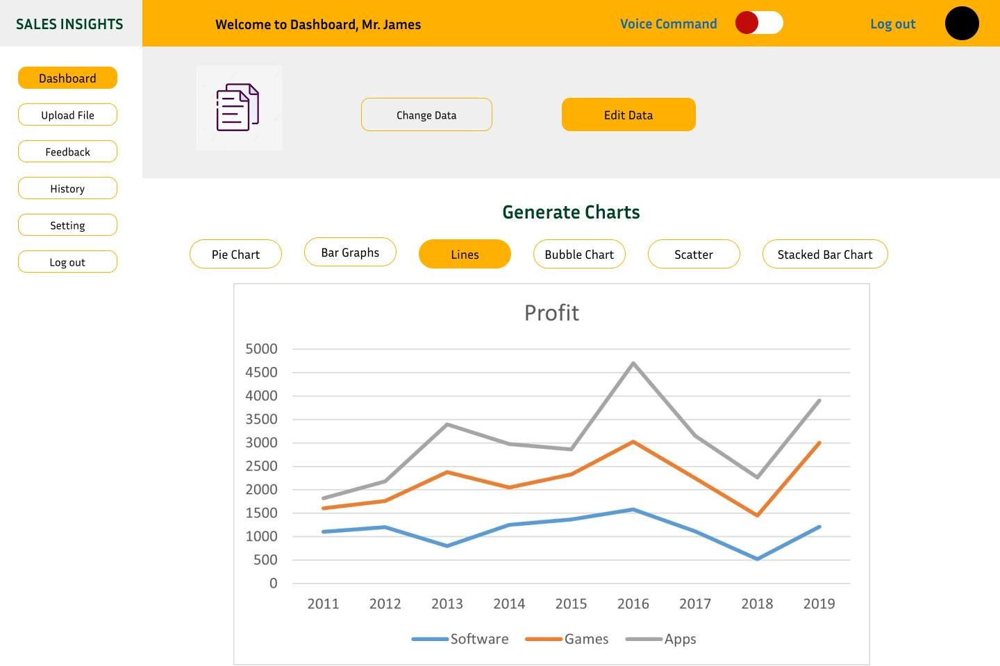 SALES INSIGHTS
Welcome to Dashboard, Mr. James
Voice Command
Log out
Dashboard
Upload File
Feedback
History
Setting
Log out
Change Data
Edit Data
Generate Charts
Pie Chart
Bar Graphs
Lines
Bubble Chart
Scatter
Stacked Bar Chart
Profit
5000
4500
4000
3500
3000
2500
2000
1500
1000
500
0
2011 2012 2013 2014 2015 2016 2017 2018 2019
Software Games Apps